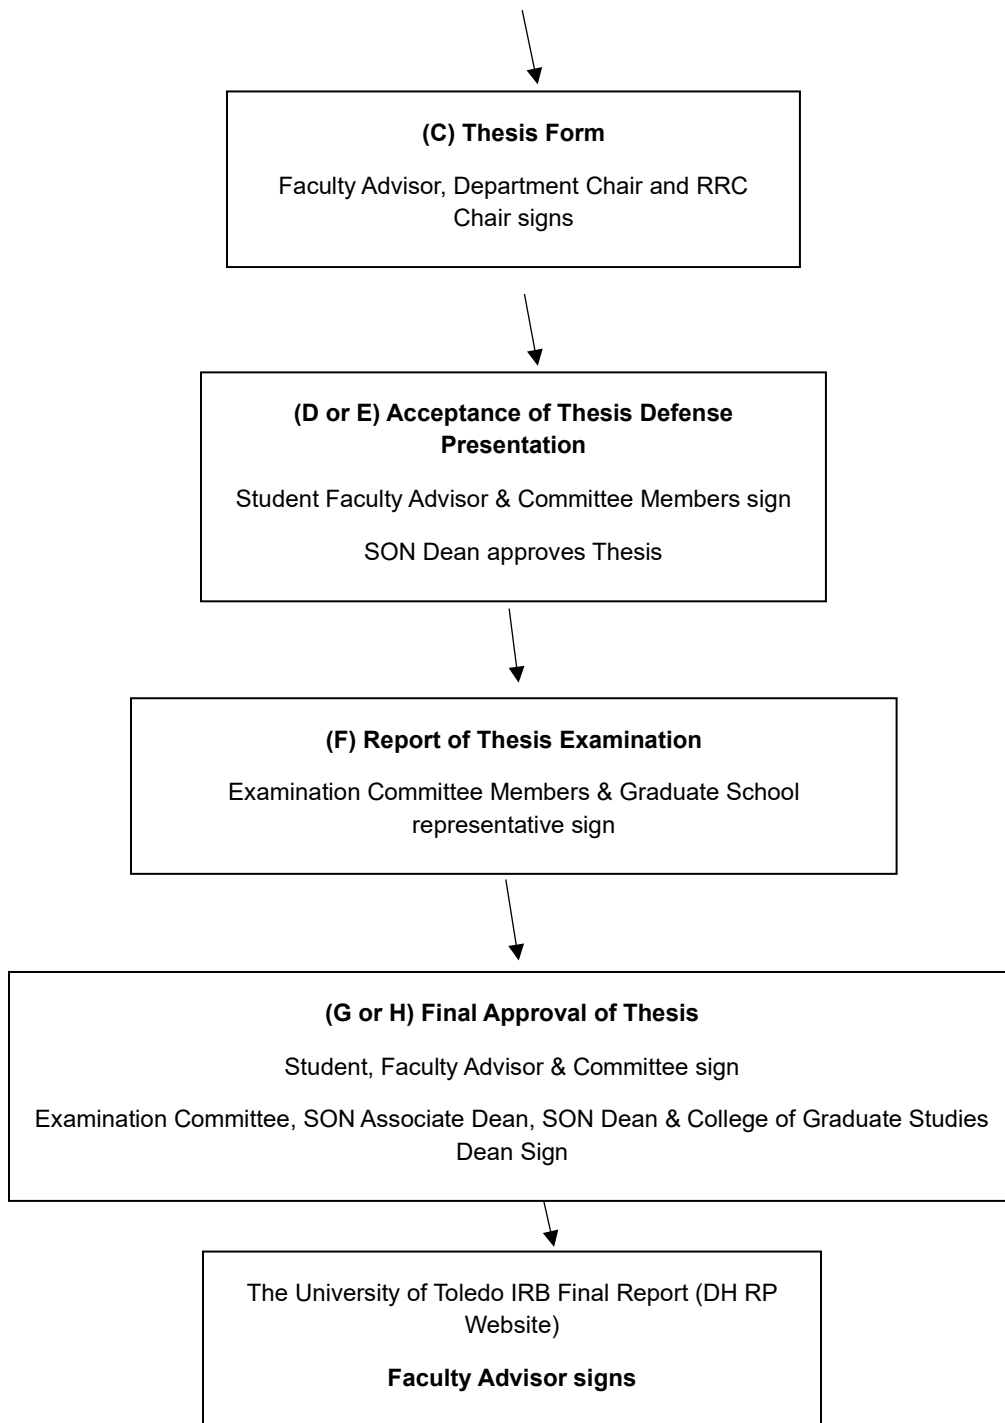 (C) Thesis Form
Faculty Advisor, Department Chair and RRC
Chair signs
(D or E) Acceptance of Thesis Defense
Presentation
Student Faculty Advisor & Committee Members sign
SON Dean approves Thesis
(F) Report of Thesis Examination
Examination Committee Members & Graduate School
representative sign
(G or H) Final Approval of Thesis
Student, Faculty Advisor & Committee sign
Examination Committee, SON Associate Dean, SON Dean & College of Graduate Studies
Dean Sign
The University of Toledo IRB Final Report (DH RP
Website)
Faculty Advisor signs